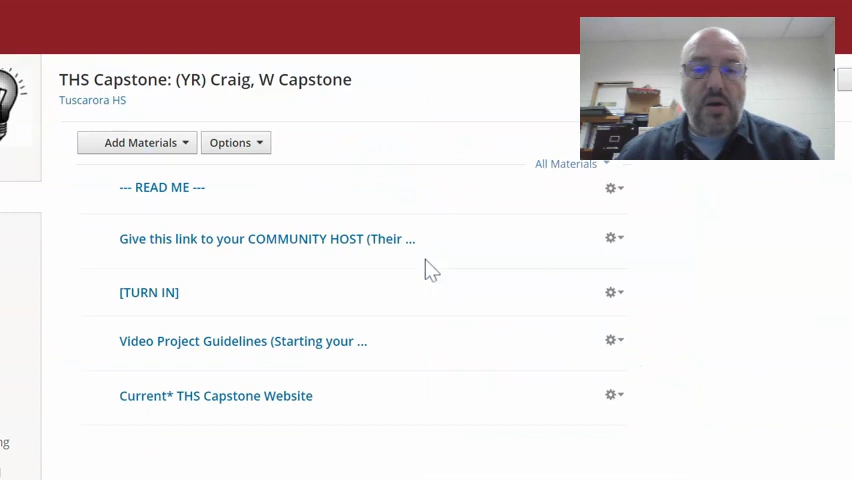 THS Capstone: (YR) Craig, W Capstone
Tuscarora HS
Add Materials
Options
All Materials
--- READ ME ---
Give this link to your COMMUNITY HOST (Their ...
[TURN IN]
Video Project Guidelines (Starting your ...
Current* THS Capstone Website
ng